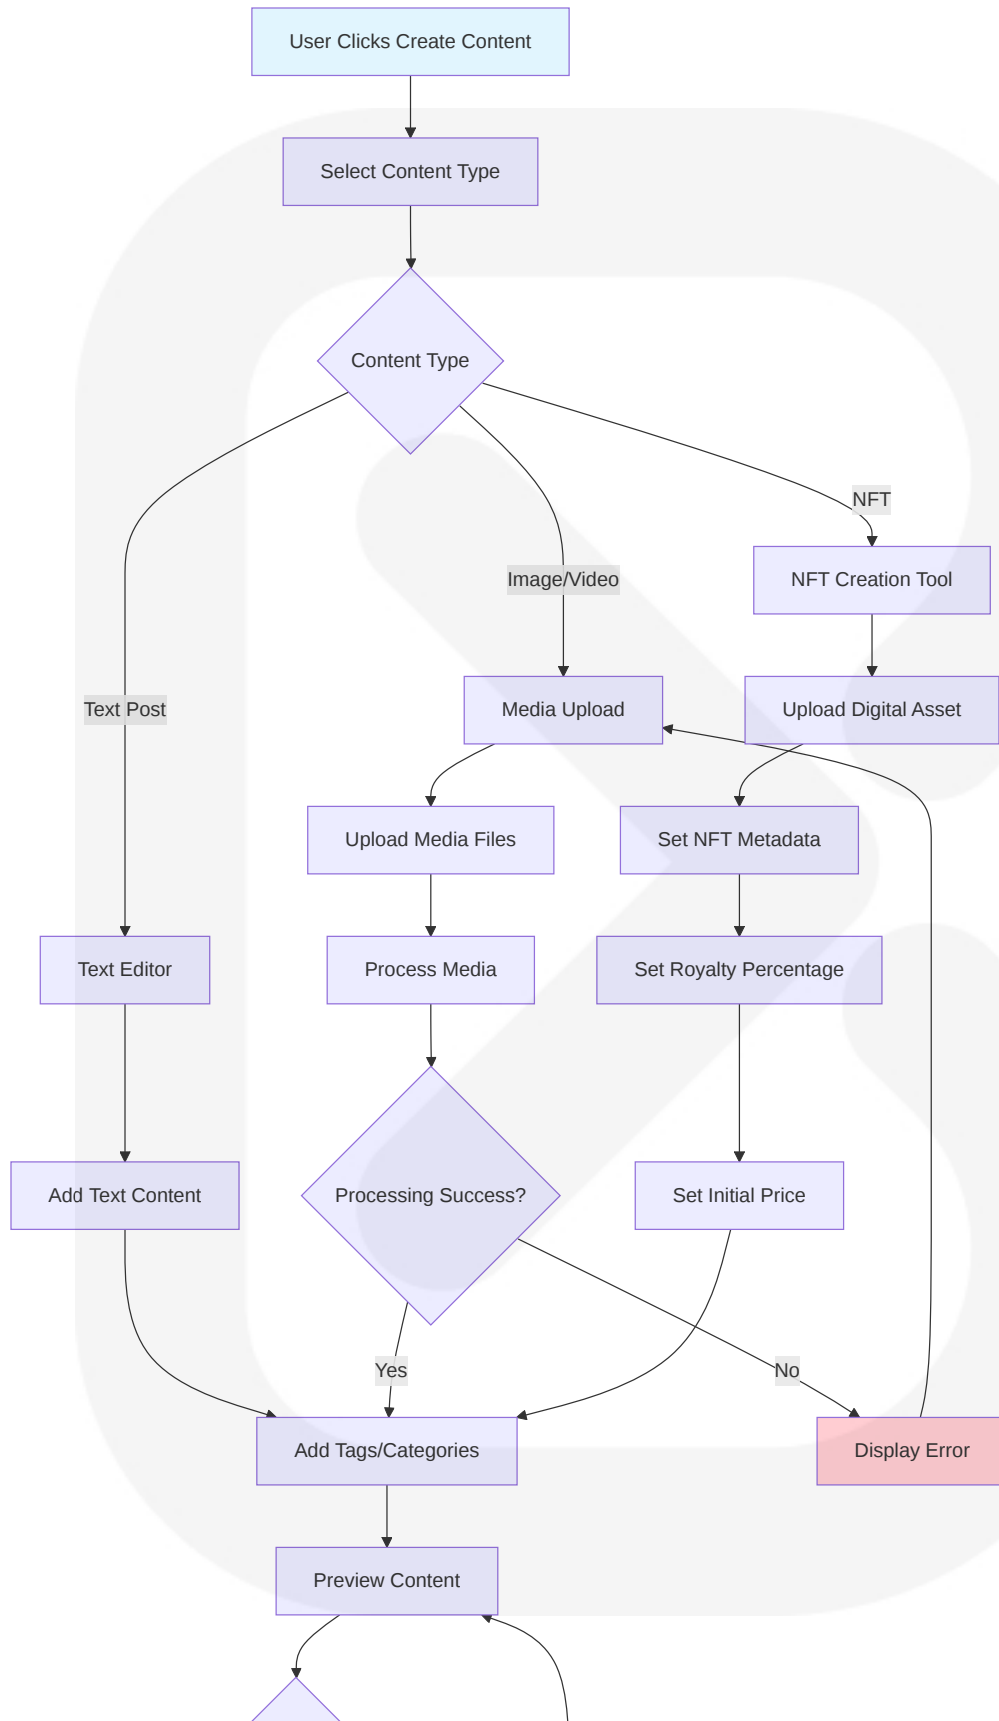 User Clicks Create Content
Select Content Type
Content Type
NFT
Image/Video
NFT Creation Tool
Text Post
Media Upload
Upload Digital Asset
Upload Media Files
Set NFT Metadata
Text Editor
Process Media
Set Royalty Percentage
Add Text Content
Processing Success?
Set Initial Price
Yes
No
Add Tags/Categories
Display Error
Preview Content